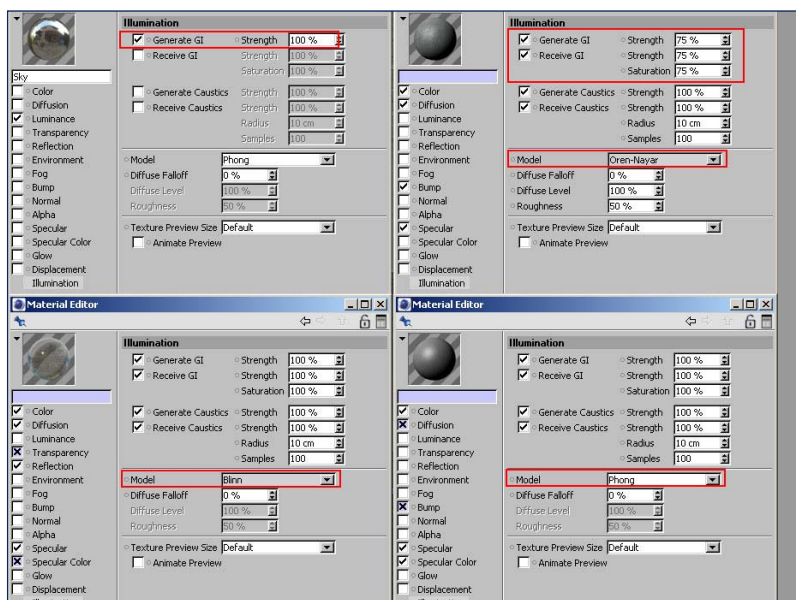 Illumination
Generate GI Strength 100 %
Receive GI Strength 100 %
Saturation 100 %
Generate Caustics Strength 100 %
Receive Caustics Strength 100 %
Radius 10 cm
Samples 100
Model Phong
Diffuse Falloff 0 %
Diffuse Level 100 %
Roughness 50 %
Texture Preview Size Default
Animate Preview
Sky
Color
Diffusion
Luminance
Transparency
Reflection
Environment
Fog
Bump
Normal
Alpha
Specular
Specular Color
Glow
Displacement
Illumination
Illumination
Generate GI Strength 75 %
Receive GI Strength 75 %
Saturation 75 %
Generate Caustics Strength 100 %
Receive Caustics Strength 100 %
Radius 10 cm
Samples 100
Model Oren-Nayar
Diffuse Falloff 0 %
Diffuse Level 100 %
Roughness 50 %
Texture Preview Size Default
Animate Preview
Color
Diffusion
Luminance
Transparency
Reflection
Environment
Fog
Bump
Normal
Alpha
Specular
Specular Color
Glow
Displacement
Illumination
Material Editor
Illumination
Generate GI Strength 100 %
Receive GI Strength 100 %
Saturation 100 %
Generate Caustics Strength 100 %
Receive Caustics Strength 100 %
Radius 10 cm
Samples 100
Model Blinn
Diffuse Falloff 0 %
Diffuse Level 100 %
Roughness 50 %
Texture Preview Size Default
Animate Preview
Color
Diffusion
Luminance
Transparency
Reflection
Environment
Fog
Bump
Normal
Alpha
Specular
Specular Color
Glow
Displacement
Material Editor
Illumination
Generate GI Strength 100 %
Receive GI Strength 100 %
Saturation 100 %
Generate Caustics Strength 100 %
Receive Caustics Strength 100 %
Radius 10 cm
Samples 100
Model Phong
Diffuse Falloff 0 %
Diffuse Level 100 %
Roughness 50 %
Texture Preview Size Default
Animate Preview
Color
Diffusion
Luminance
Transparency
Reflection
Environment
Fog
Bump
Normal
Alpha
Specular
Specular Color
Glow
Displacement